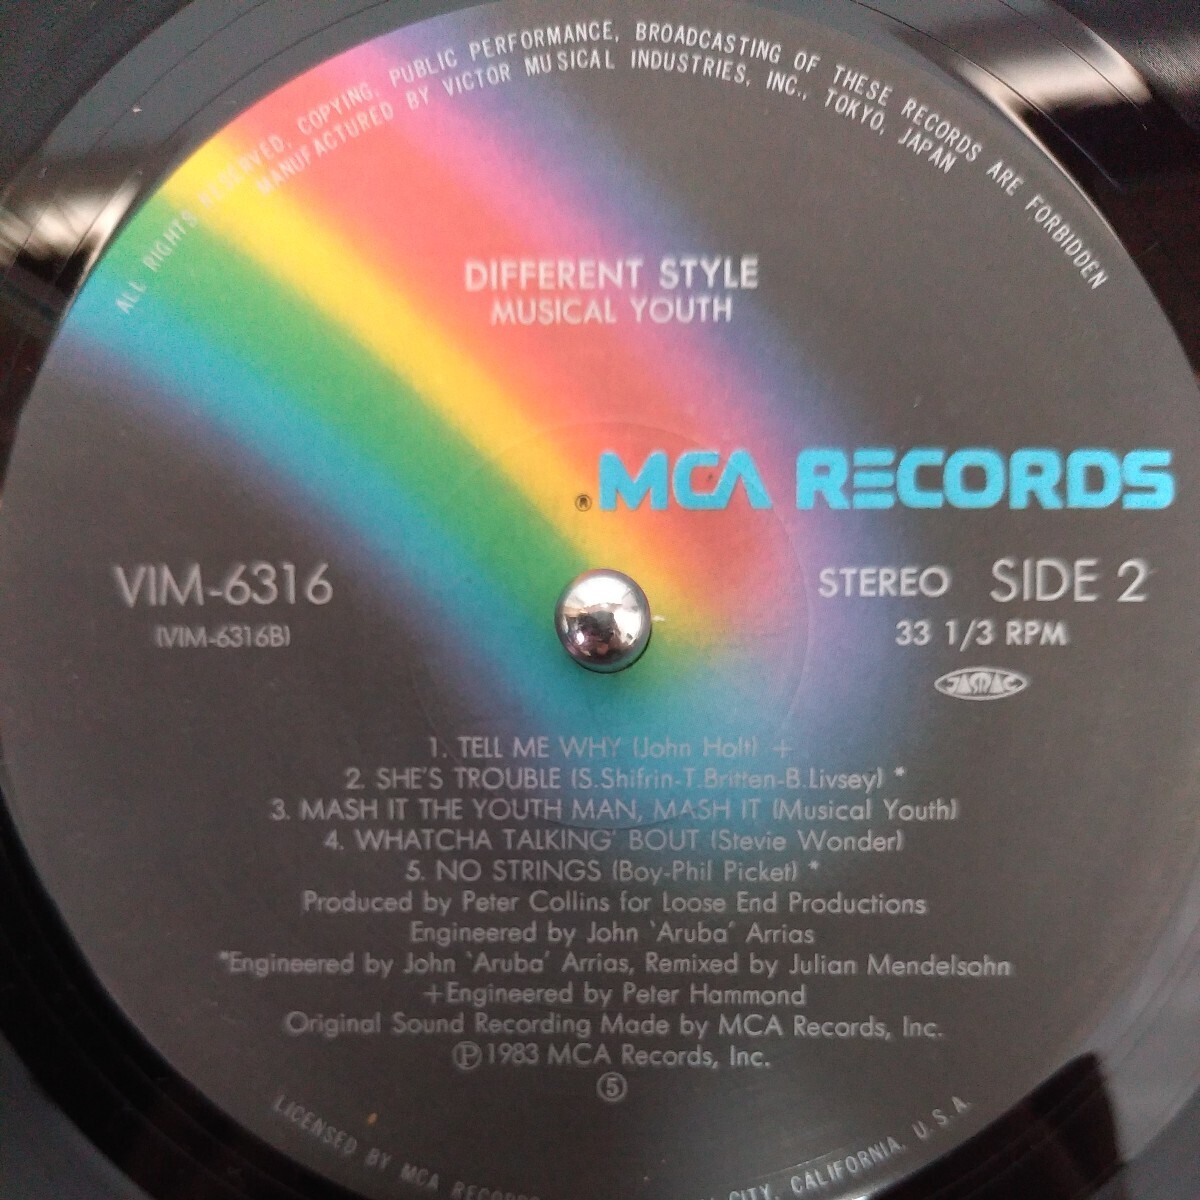 ALL RIGHTS RESERVED. COPYING, PUBLIC PERFORMANCE, BROADCASTING OF THESE RECORDS ARE FORBIDDEN
MANUFACTURED BY VICTOR MUSICAL INDUSTRIES, INC., TOKYO, JAPAN
DIFFERENT STYLE
MUSICAL YOUTH
® MCA RECORDS
VIM-6316
(VIM-6316B)
STEREO SIDE 2
33 1/3 RPM
JASRAC
1. TELL ME WHY (John Holt) +
2. SHE'S TROUBLE (S.Shifrin-T.Britten-B.Livsey) *
3. MASH IT THE YOUTH MAN, MASH IT (Musical Youth)
4. WHATCHA TALKING' BOUT (Stevie Wonder)
5. NO STRINGS (Boy-Phil Picket) *
Produced by Peter Collins for Loose End Productions
Engineered by John 'Aruba' Arrias
*Engineered by John 'Aruba' Arrias, Remixed by Julian Mendelsohn
+Engineered by Peter Hammond
Original Sound Recording Made by MCA Records, Inc.
℗1983 MCA Records, Inc.
⑤
LICENSED BY MCA RECORDS CITY, CALIFORNIA, U.S.A.